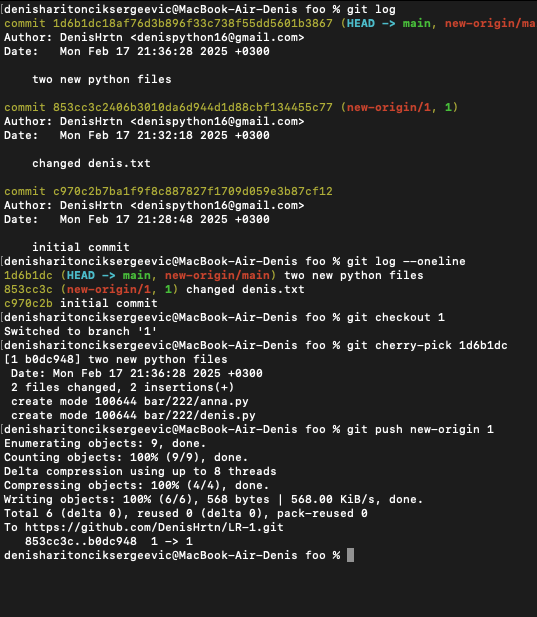 [denisharitonciksergeevic@MacBook-Air-Denis foo % git log
commit 1d6b1dc18af76d3b896f33c738f55dd5601b3867 (HEAD -> main, new-origin/ma
Author: DenisHrtn <denispython16@gmail.com>
Date:   Mon Feb 17 21:36:28 2025 +0300
two new python files
commit 853cc3c2406b3010da6d944d1d88cbf134455c77 (new-origin/1, 1)
Author: DenisHrtn <denispython16@gmail.com>
Date:   Mon Feb 17 21:32:18 2025 +0300
changed denis.txt
commit c970c2b7ba1f9f8c887827f1709d059e3b87cf12
Author: DenisHrtn <denispython16@gmail.com>
Date:   Mon Feb 17 21:28:48 2025 +0300
initial commit
[denisharitonciksergeevic@MacBook-Air-Denis foo % git log --oneline
1d6b1dc (HEAD -> main, new-origin/main) two new python files
853cc3c (new-origin/1, 1) changed denis.txt
c970c2b initial commit
[denisharitonciksergeevic@MacBook-Air-Denis foo % git checkout 1
Switched to branch '1'
[denisharitonciksergeevic@MacBook-Air-Denis foo % git cherry-pick 1d6b1dc
[1 b0dc948] two new python files
Date: Mon Feb 17 21:36:28 2025 +0300
2 files changed, 2 insertions(+)
create mode 100644 bar/222/anna.py
create mode 100644 bar/222/denis.py
[denisharitonciksergeevic@MacBook-Air-Denis foo % git push new-origin 1
Enumerating objects: 9, done.
Counting objects: 100% (9/9), done.
Delta compression using up to 8 threads
Compressing objects: 100% (4/4), done.
Writing objects: 100% (6/6), 568 bytes | 568.00 KiB/s, done.
Total 6 (delta 0), reused 0 (delta 0), pack-reused 0
To https://github.com/DenisHrtn/LR-1.git
853cc3c..b0dc948  1 -> 1
denisharitonciksergeevic@MacBook-Air-Denis foo %